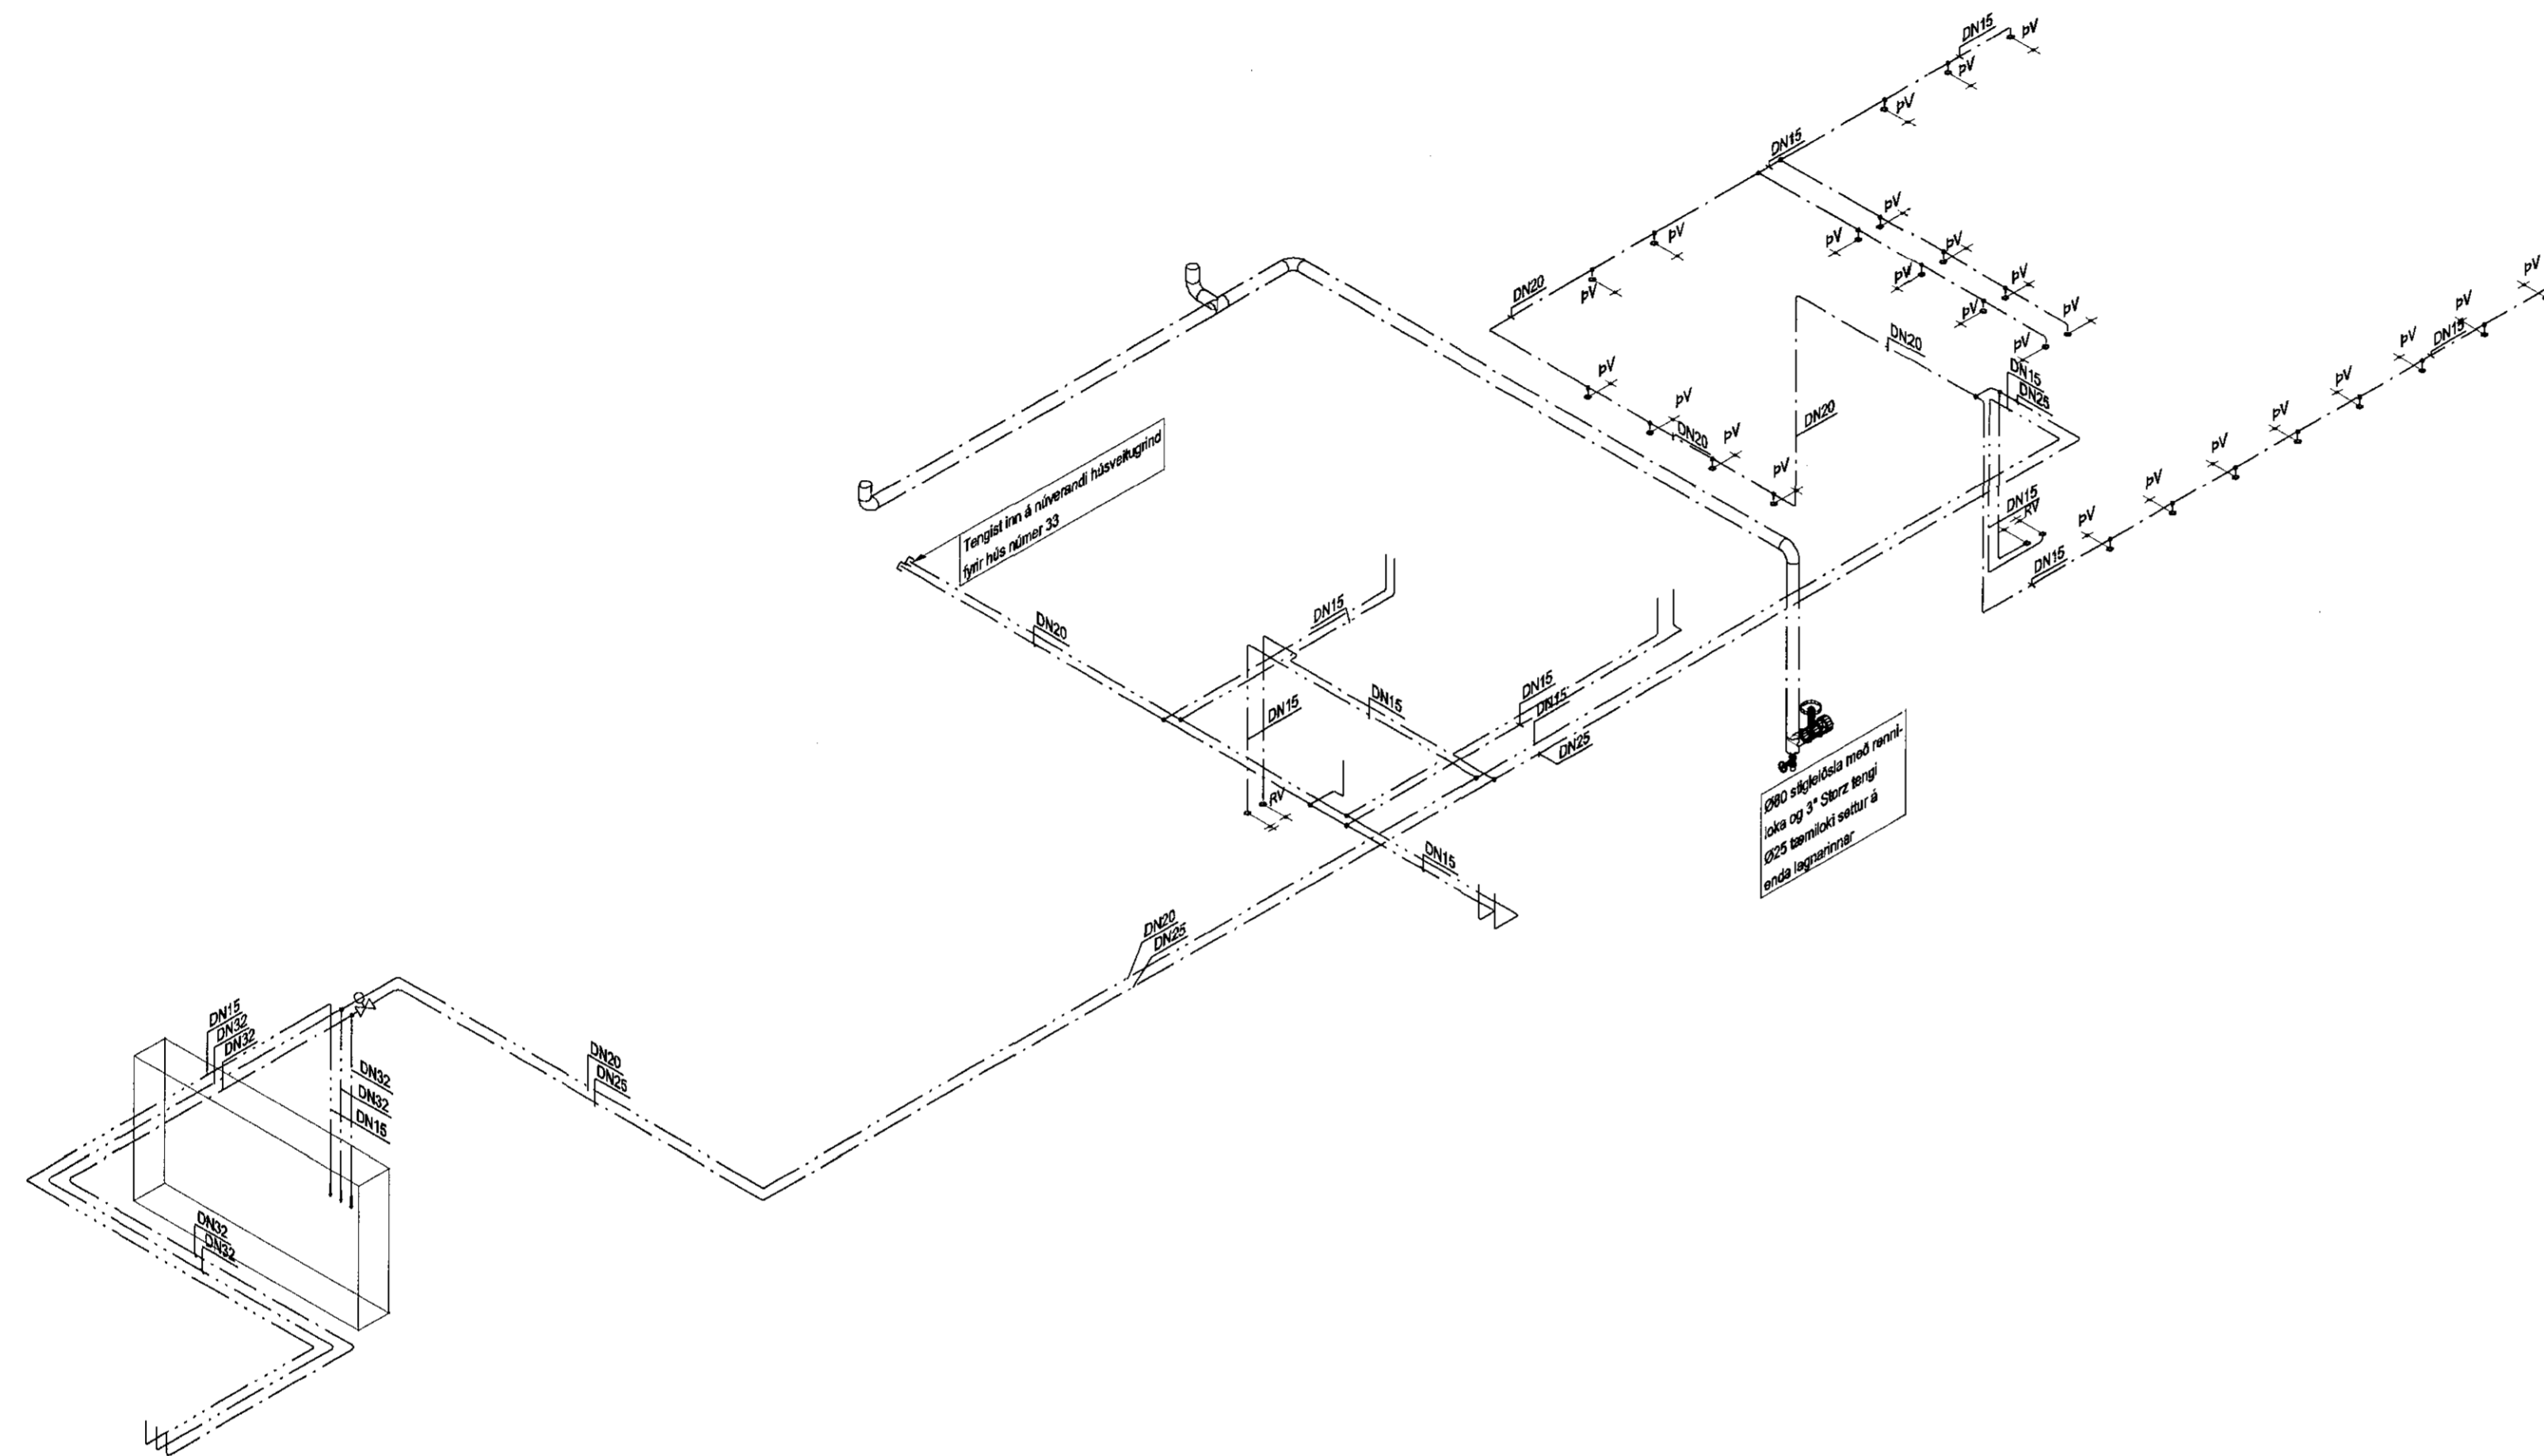 DN15
pV
pV
pV
DN15
pV
pV
pV
pV
pV
pV
pV
pV
pV
pV
DN20
pV
DN20
DN15
DN25
pV
pV
DN15
pV
pV
pV
pV
pV
pV
pV
pV
DN20
pV
DN20
pV
pV
DN15
RV
DN15
Tengist inn á núverandi húsveitugrind
fyrir hús númer 33
DN20
DN15
DN15
DN15
DN15
DN15
DN25
RV
DN15
Ø80 stigleiðsla með renni-
loka og 3" Storz tengi
Ø25 tæmiloki settur á
enda lagnarinnar
DN20
DN25
DN15
DN32
DN32
DN32
DN32
DN15
DN20
DN25
DN32
DN32